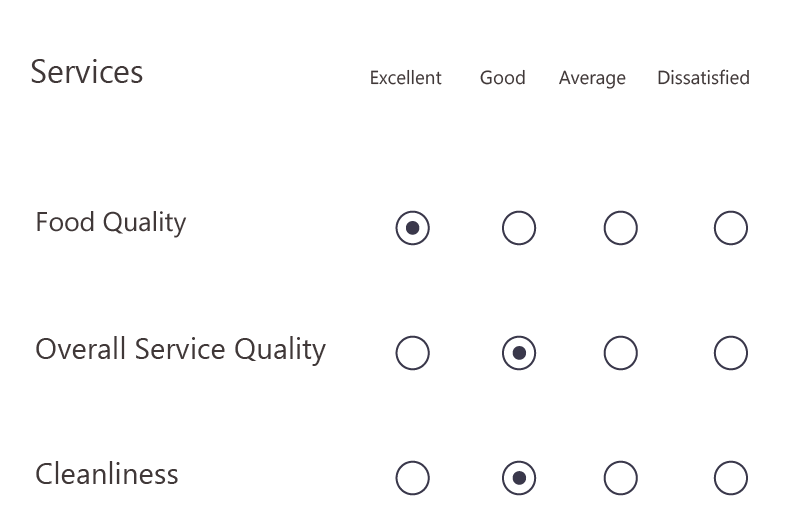 Services Excellent Good Average Dissatisfied
Food Quality
Overall Service Quality
Cleanliness